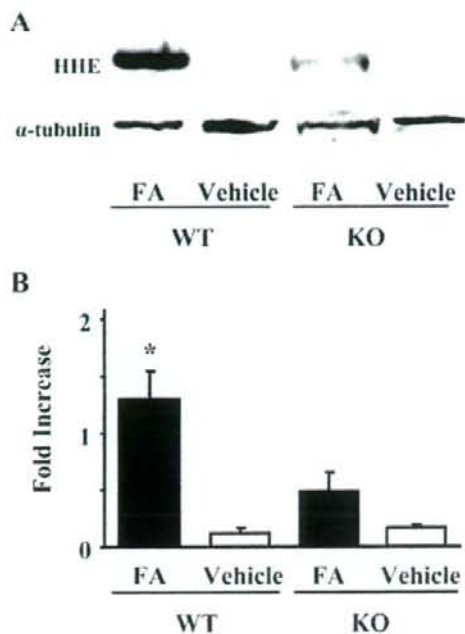 A
HHE
α-tubulin
FA Vehicle FA Vehicle
WT KO
B
2
*
1
Fold Increase
0
FA Vehicle FA Vehicle
WT KO